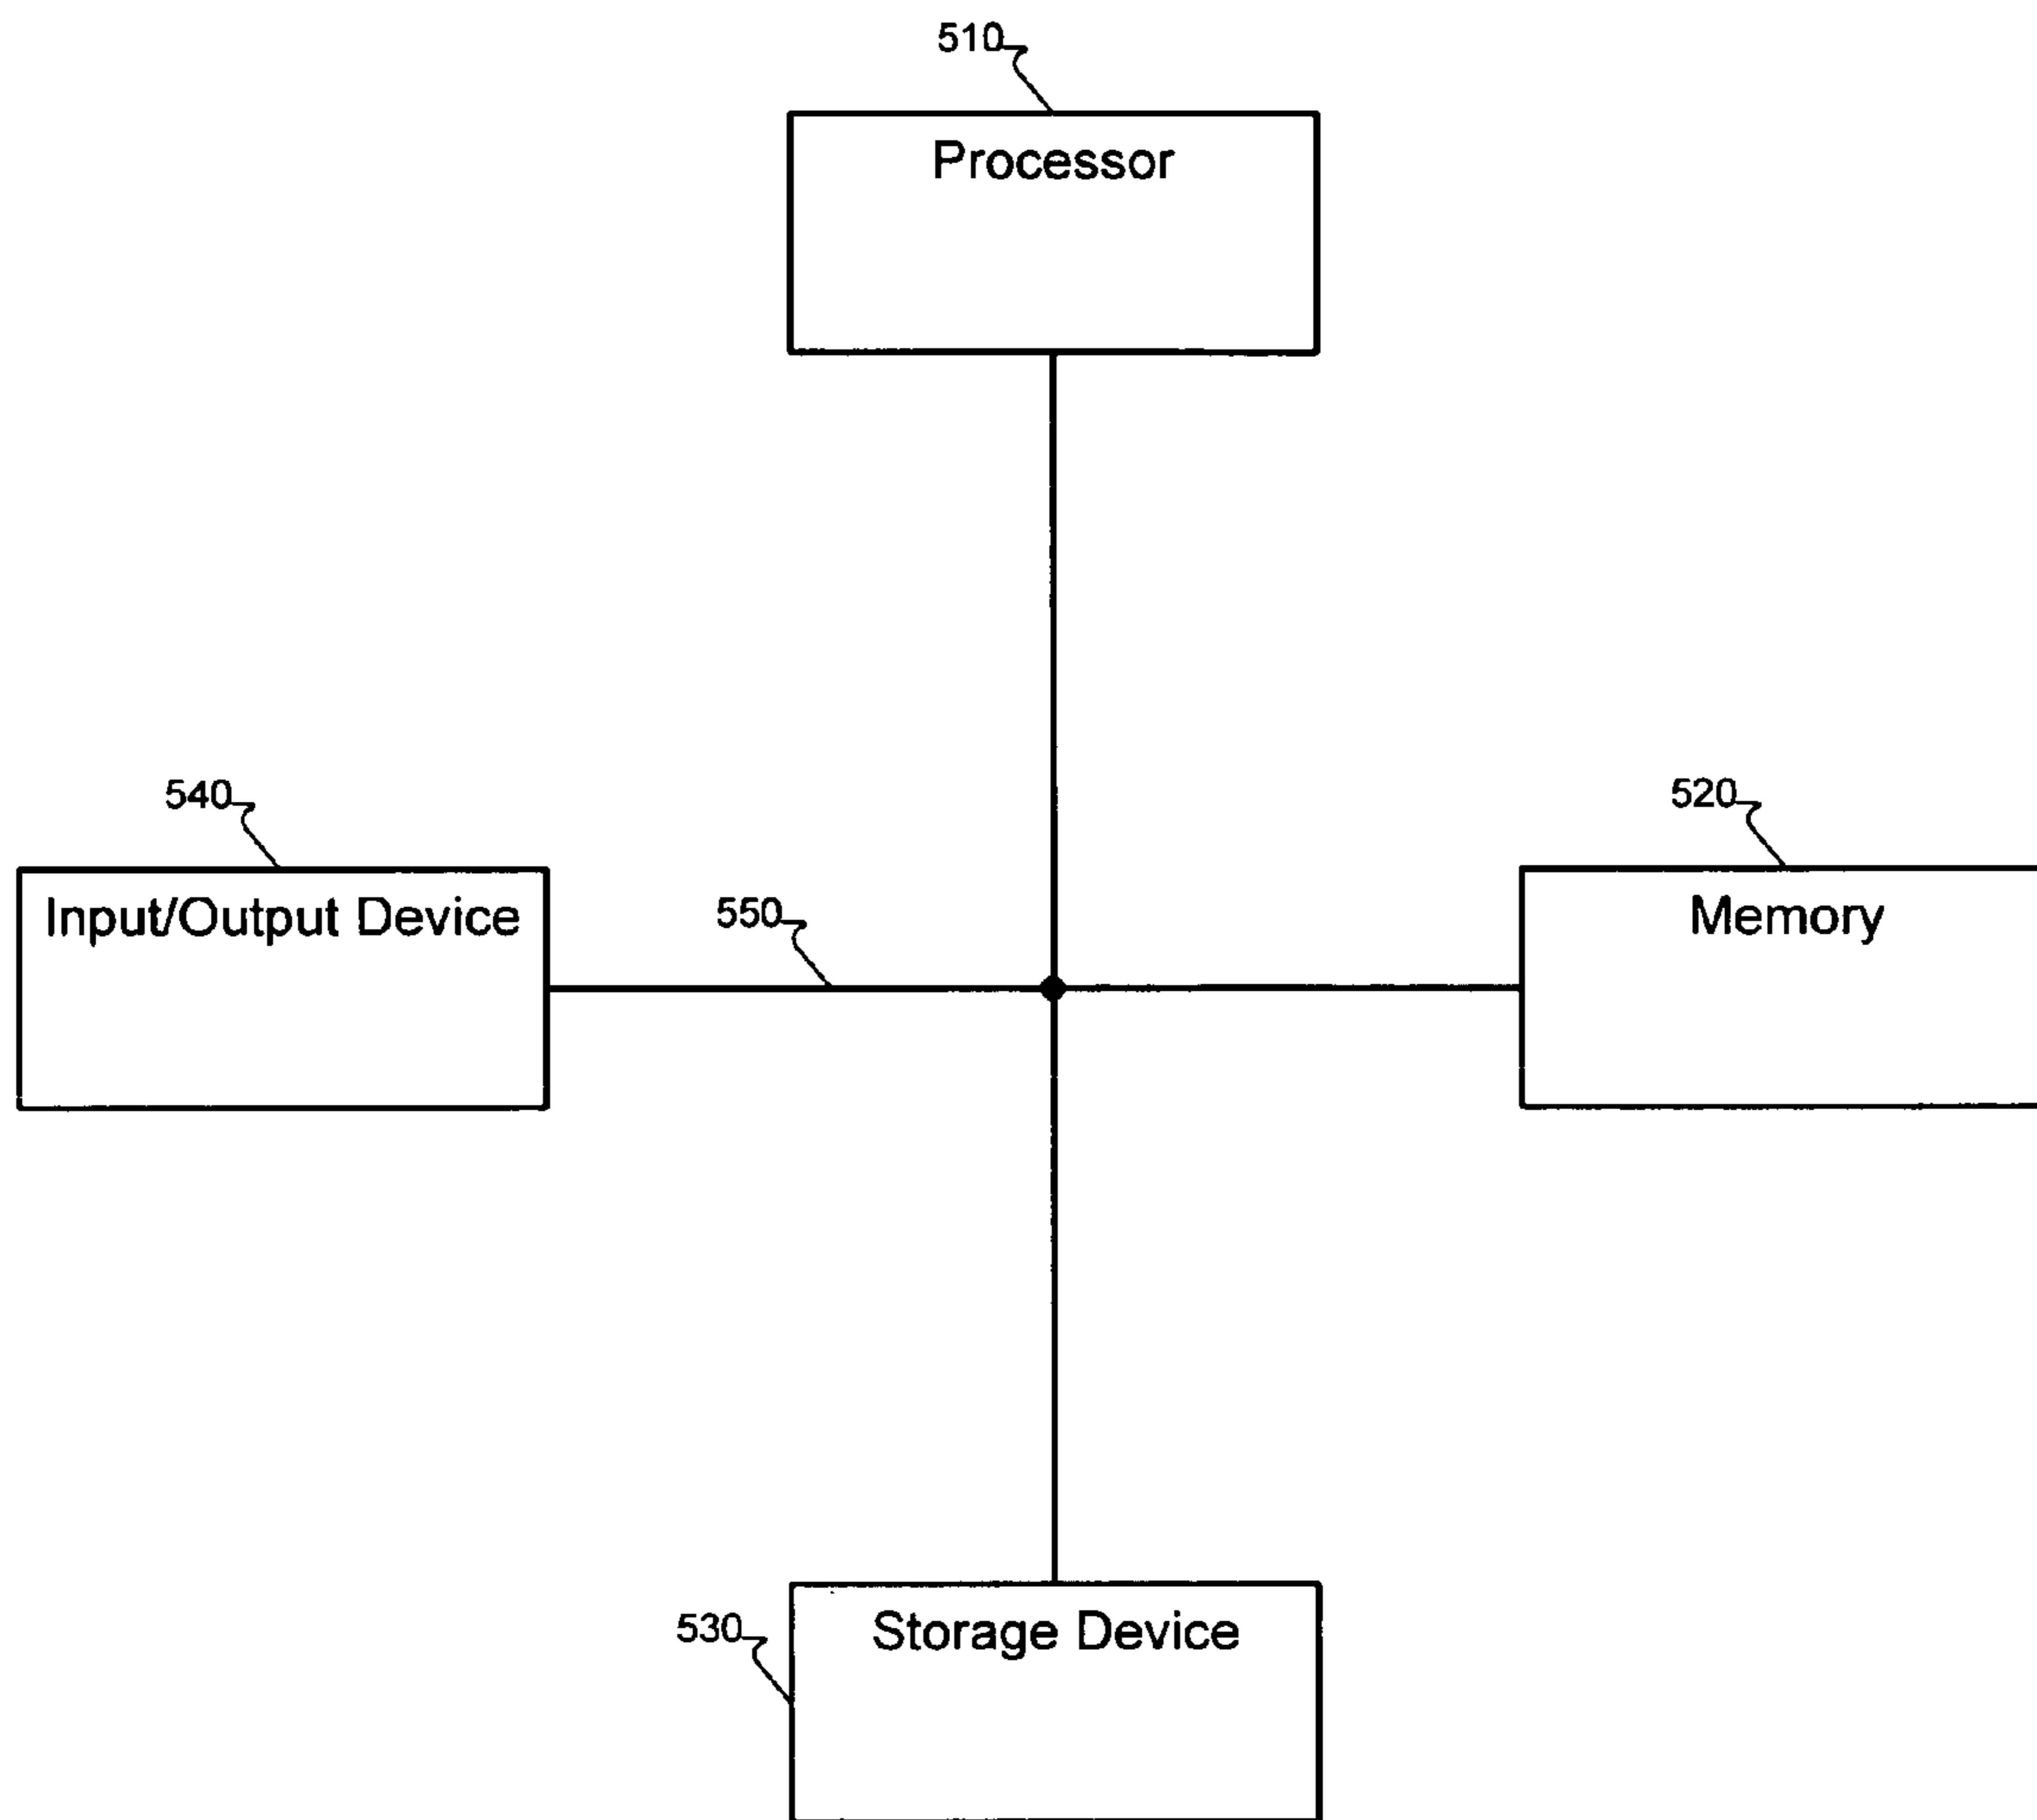 510
Processor
540
520
Input/Output Device
550
Memory
530
Storage Device